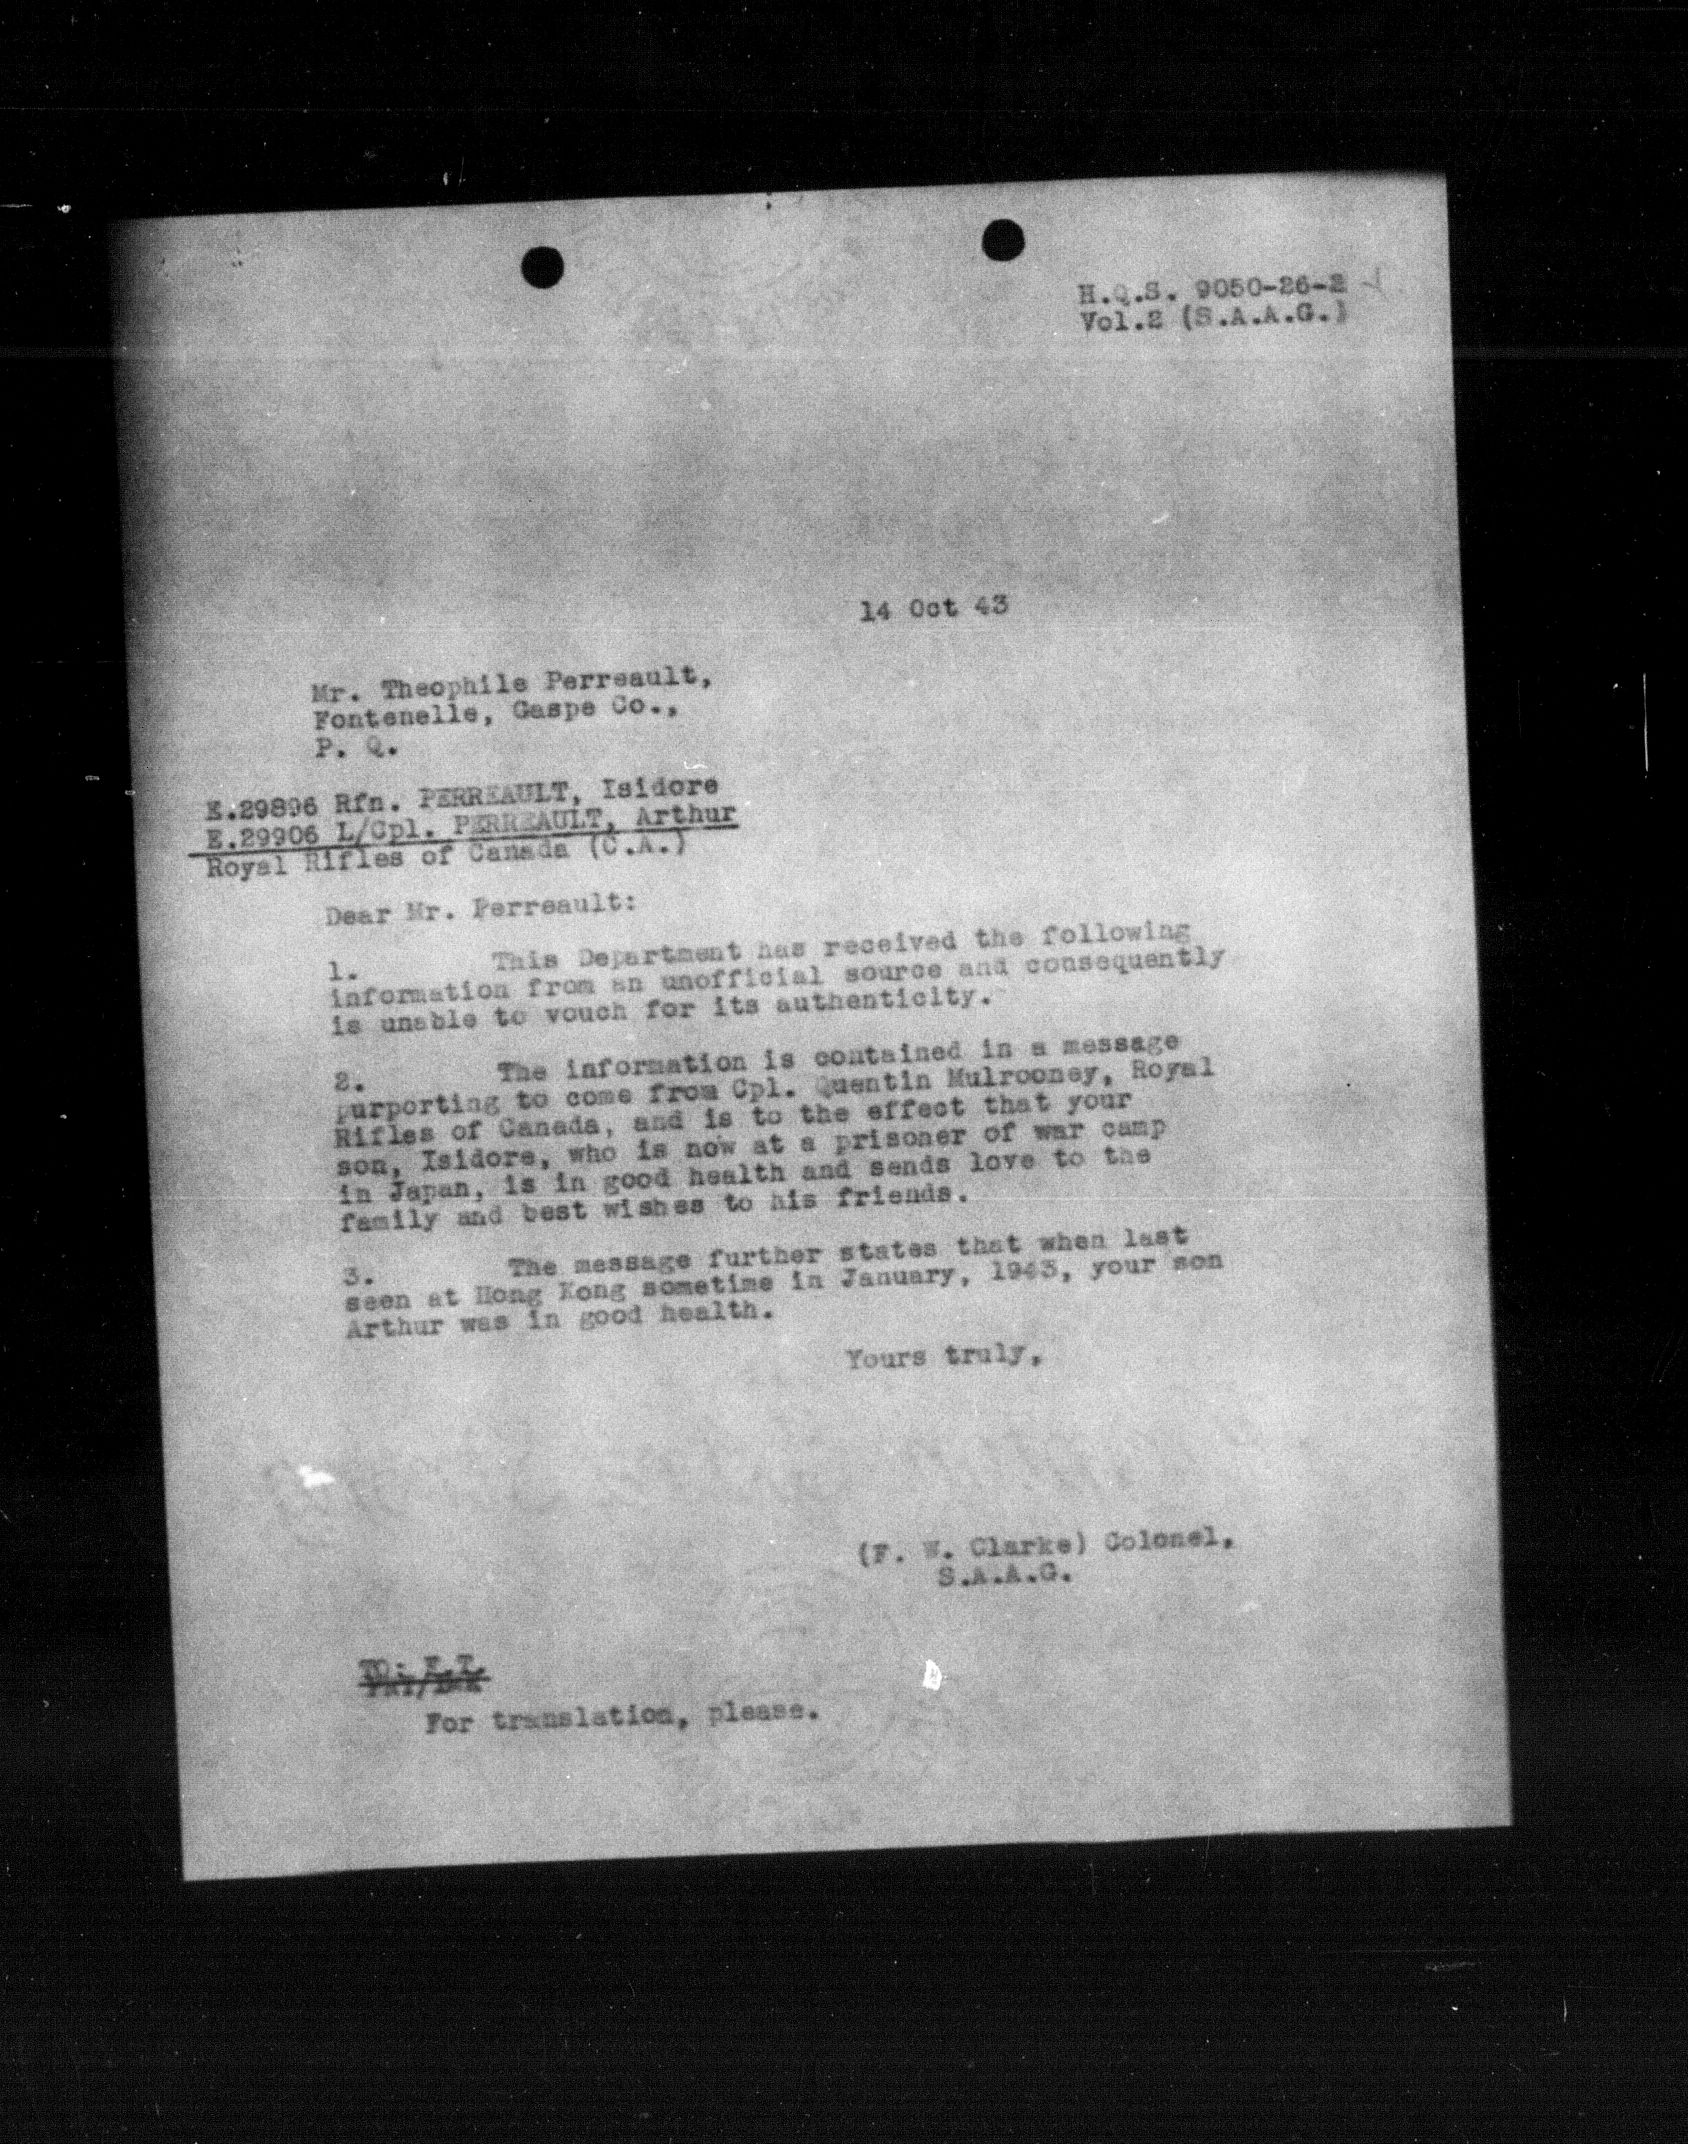 H.Q.S. 9050-26-2
Vol.2 (S.A.A.G.)
14 Oct 43
Mr. Theophile Perreault,
Fontenelle, Gaspe Co.,
P. Q.
E.29896 Rfn. PERREAULT, Isidore
E.29906 L/Cpl. PERREAULT, Arthur
Royal Rifles of Canada (C.A.)
Dear Mr. Perreault:
1. This Department has received the following
information from an unofficial source and consequently
is unable to vouch for its authenticity.
2. The information is contained in a message
purporting to come from Cpl. Quentin Mulrooney, Royal
Rifles of Canada, and is to the effect that your
son, Isidore, who is now at a prisoner of war camp
in Japan, is in good health and sends love to the
family and best wishes to his friends.
3. The message further states that when last
seen at Hong Kong sometime in January, 1943, your son
Arthur was in good health.
Yours truly,
(F. W. Clarke) Colonel,
S.A.A.G.
TO:
For translation, please.